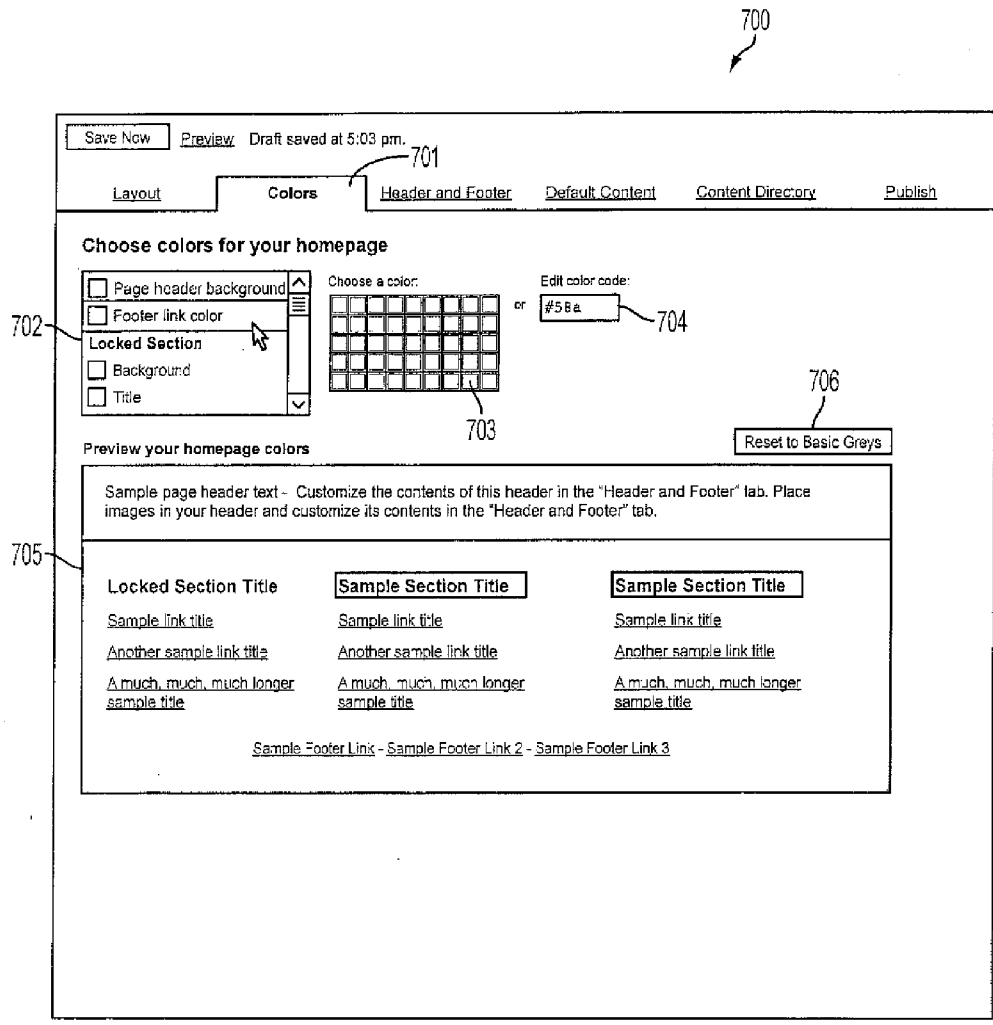 700
Save Now Preview Draft saved at 5:03 pm.
701
Layout Colors Header and Footer Default Content Content Directory Publish
Choose colors for your homepage
Page header background
Footer link color
Locked Section
Background
Title
702
Choose a color:
703
or
Edit color code:
#58a
704
706
Reset to Basic Greys
Preview your homepage colors
705
Sample page header text - Customize the contents of this header in the "Header and Footer" tab. Place
images in your header and customize its contents in the "Header and Footer" tab.
Locked Section Title
Sample link title
Another sample link title
A much, much, much longer
sample title
Sample Section Title
Sample link title
Another sample link title
A much, much, much longer
sample title
Sample Section Title
Sample link title
Another sample link title
A much, much, much longer
sample title
Sample Footer Link - Sample Footer Link 2 - Sample Footer Link 3